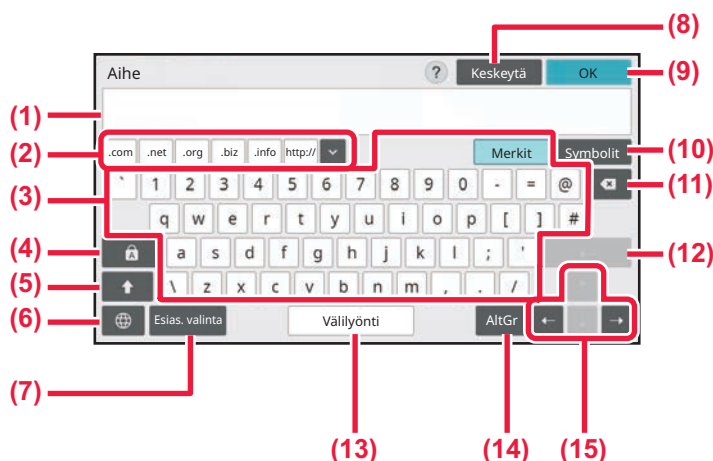 (8)
Aihe ? Keskeytä OK (9)
(1)
(2) .com .net .org .biz .info http:// Merkit Symbolit (10)
(3) ` 1 2 3 4 5 6 7 8 9 0 - = @ (11)
q w e r t y u i o p [ ] #
(4) A a s d f g h j k l ; ' (12)
(5) \ z x c v b n m , . /
(6) Esias. valinta Välilyönti AltGr ← →
(7)
(13) (14) (15)